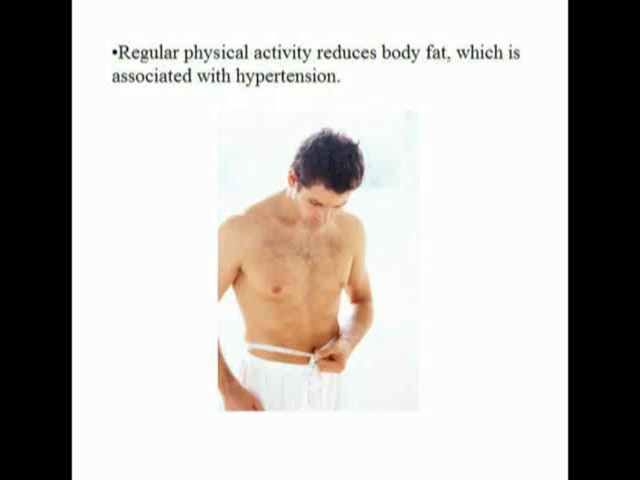 •Regular physical activity reduces body fat, which is
associated with hypertension.